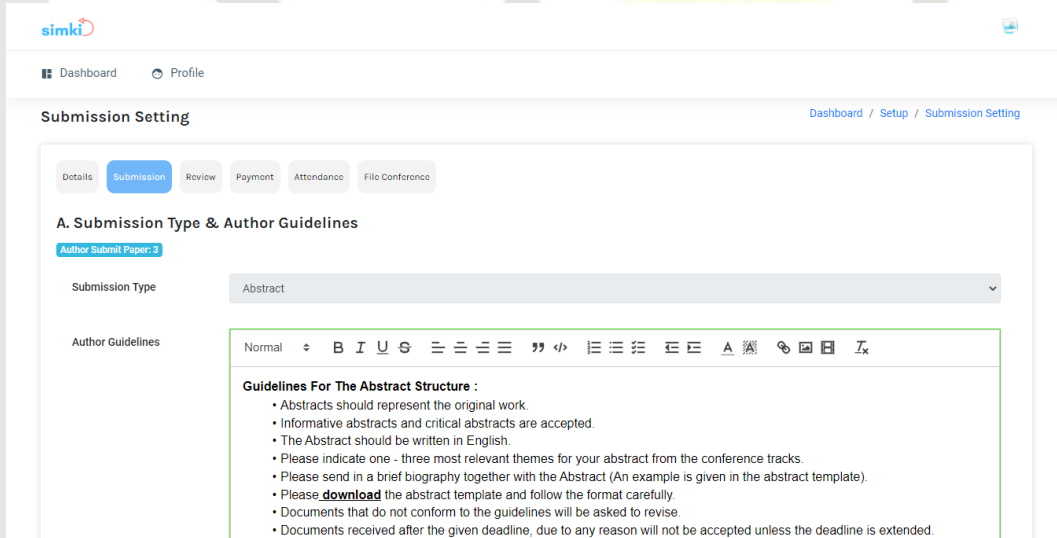 simki
Dashboard Profile
Submission Setting
Dashboard / Setup / Submission Setting
Details Submission Review Payment Attendance File Conference
A. Submission Type & Author Guidelines
Author Submit Paper: 3
Submission Type
Abstract
Author Guidelines
Normal
Guidelines For The Abstract Structure :
• Abstracts should represent the original work.
• Informative abstracts and critical abstracts are accepted.
• The Abstract should be written in English.
• Please indicate one - three most relevant themes for your abstract from the conference tracks.
• Please send in a brief biography together with the Abstract (An example is given in the abstract template).
• Please download the abstract template and follow the format carefully.
• Documents that do not conform to the guidelines will be asked to revise.
• Documents received after the given deadline, due to any reason will not be accepted unless the deadline is extended.